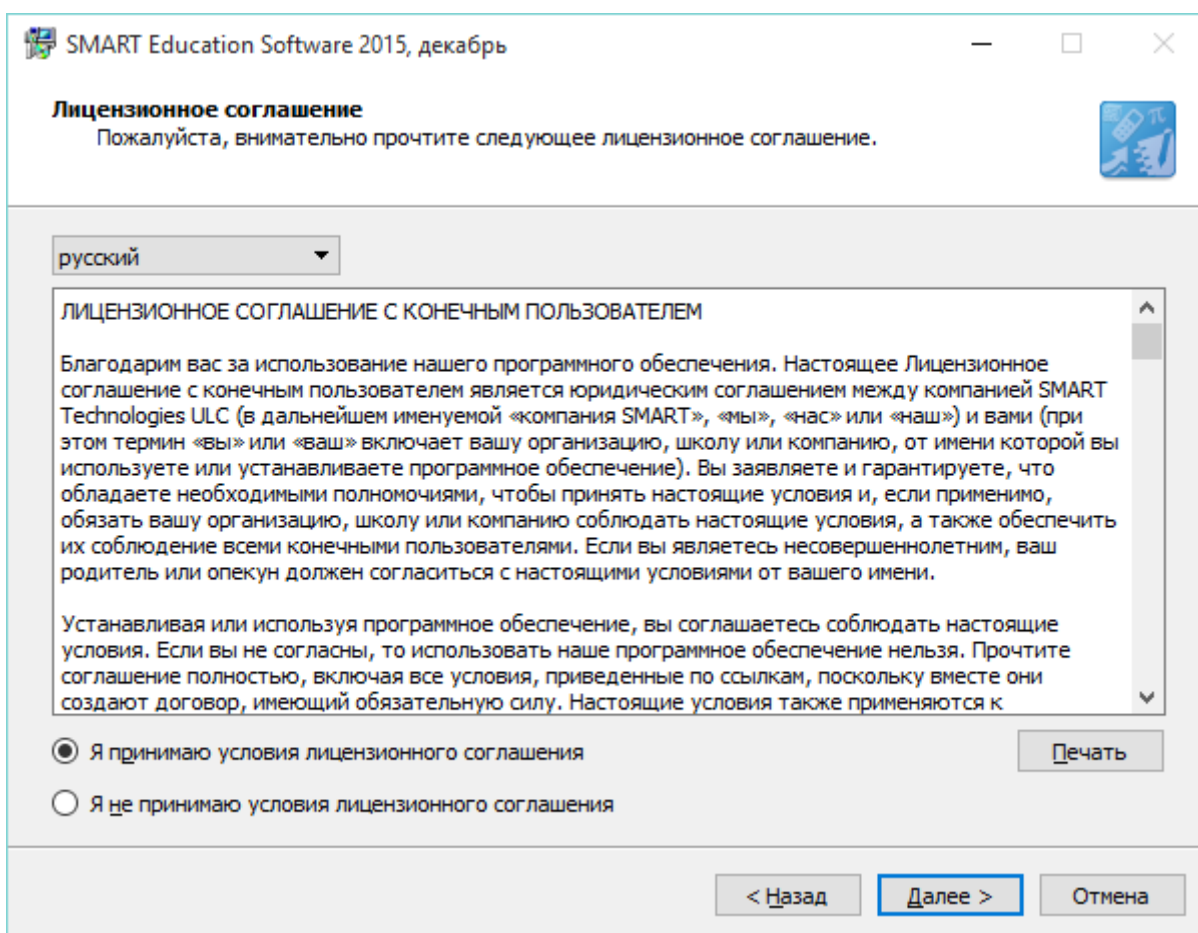 SMART Education Software 2015, декабрь
Лицензионное соглашение
Пожалуйста, внимательно прочтите следующее лицензионное соглашение.
русский
ЛИЦЕНЗИОННОЕ СОГЛАШЕНИЕ С КОНЕЧНЫМ ПОЛЬЗОВАТЕЛЕМ
Благодарим вас за использование нашего программного обеспечения. Настоящее Лицензионное
соглашение с конечным пользователем является юридическим соглашением между компанией SMART
Technologies ULC (в дальнейшем именуемой «компания SMART», «мы», «нас» или «наш») и вами (при
этом термин «вы» или «ваш» включает вашу организацию, школу или компанию, от имени которой вы
используете или устанавливаете программное обеспечение). Вы заявляете и гарантируете, что
обладаете необходимыми полномочиями, чтобы принять настоящие условия и, если применимо,
обязать вашу организацию, школу или компанию соблюдать настоящие условия, а также обеспечить
их соблюдение всеми конечными пользователями. Если вы являетесь несовершеннолетним, ваш
родитель или опекун должен согласиться с настоящими условиями от вашего имени.
Устанавливая или используя программное обеспечение, вы соглашаетесь соблюдать настоящие
условия. Если вы не согласны, то использовать наше программное обеспечение нельзя. Прочтите
соглашение полностью, включая все условия, приведенные по ссылкам, поскольку вместе они
создают договор, имеющий обязательную силу. Настоящие условия также применяются к
Я принимаю условия лицензионного соглашения
Печать
Я не принимаю условия лицензионного соглашения
< Назад
Далее >
Отмена